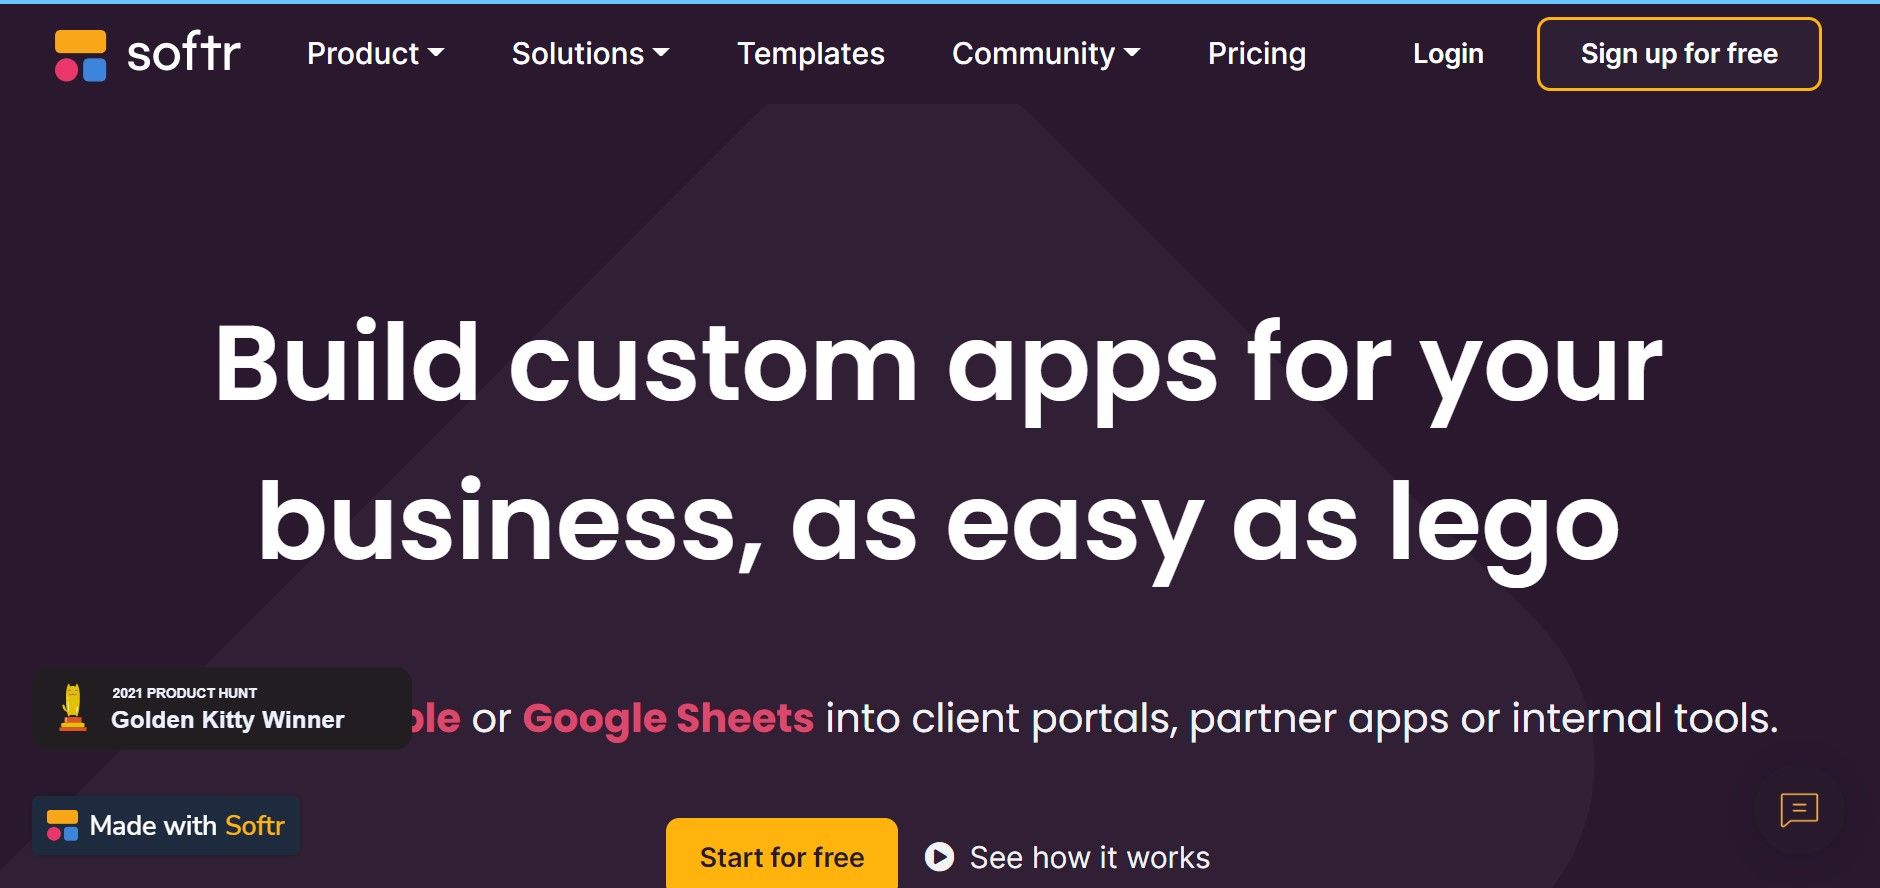 softr
Product
Solutions
Templates
Community
Pricing
Login
Sign up for free
Build custom apps for your
business, as easy as lego
2021 PRODUCT HUNT
Golden Kitty Winner
or Google Sheets into client portals, partner apps or internal tools.
Made with Softr
Start for free
See how it works